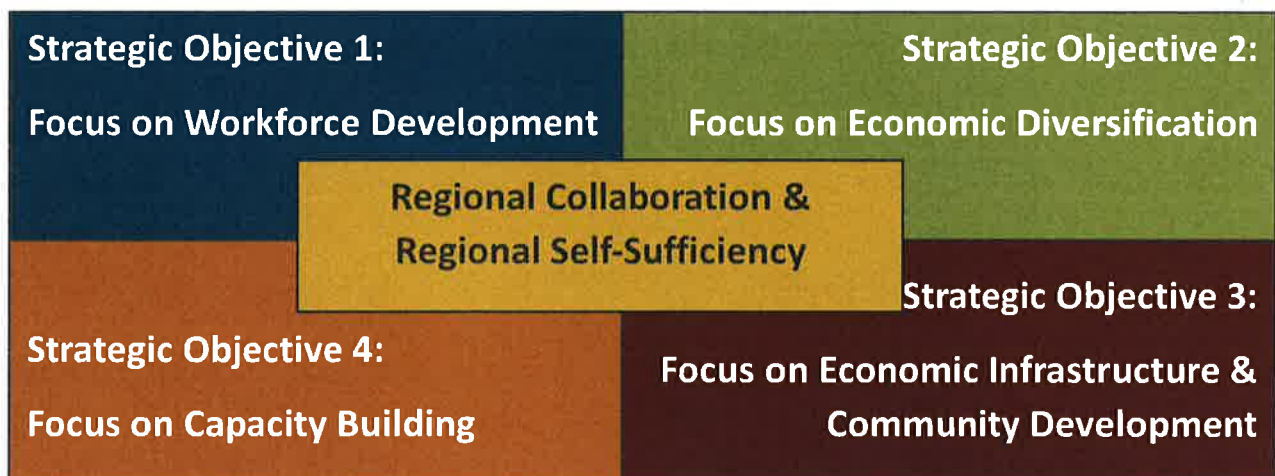 Strategic Objective 1:
Focus on Workforce Development
Strategic Objective 2:
Focus on Economic Diversification
Regional Collaboration &
Regional Self-Sufficiency
Strategic Objective 3:
Focus on Economic Infrastructure &
Community Development
Strategic Objective 4:
Focus on Capacity Building